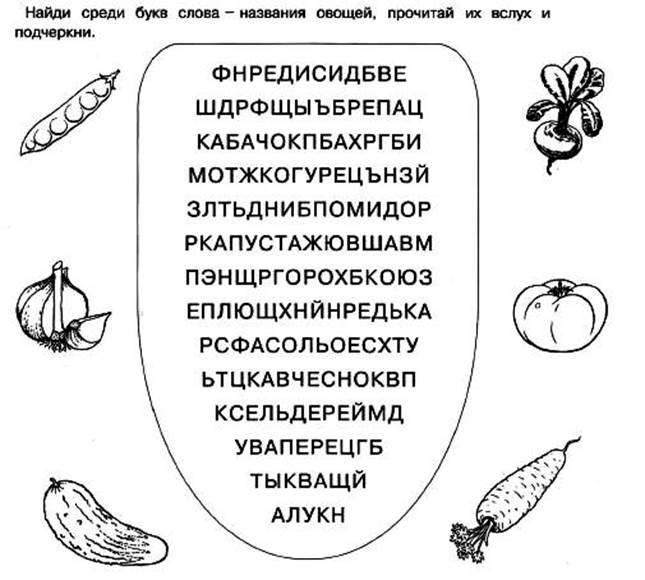 Найди среди букв слова – названия овощей, прочитай их вслух и
подчеркни.
ФНРЕДИСИДБВЕ
ШДРФЩЫЪБРЕПАЦ
КАБАЧОКПБАХРГБИ
МОТЖКОГУРЕЦЪНЗЙ
ЗЛТЬДНИБПОМИДОР
РКАПУСТАЖЮВШАВМ
ПЭНЩРГОРОХБКОЮЗ
ЕПЛЮЩХНЙНРЕДЬКА
РСФАСОЛЬОЕСХТУ
ЬТЦКАВЧЕСНОКВП
КСЕЛЬДЕРЕЙМД
УВАПЕРЕЦГБ
ТЫКВАЩЙ
АЛУКН